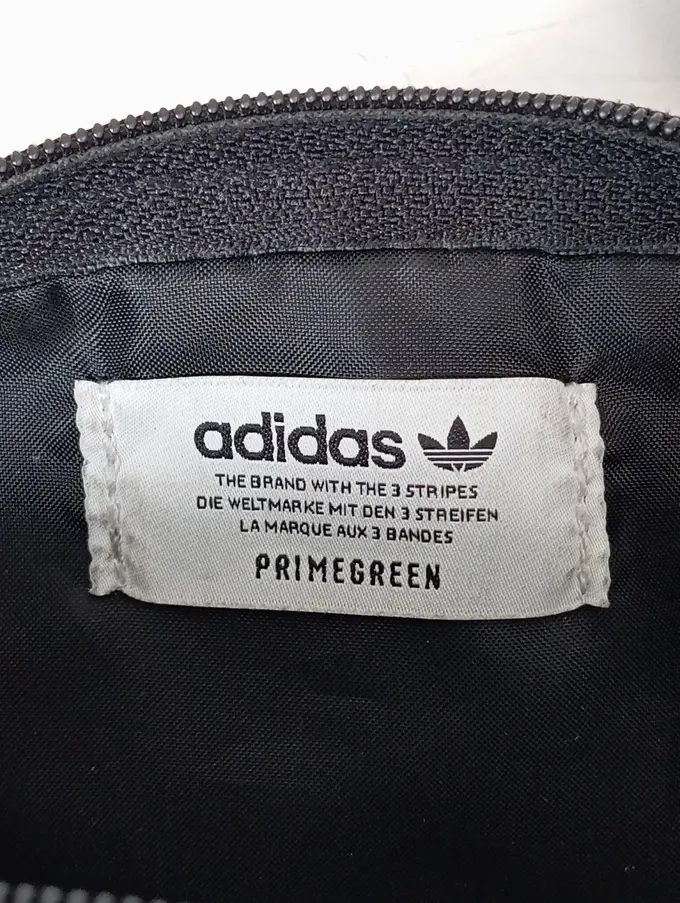 adidas
THE BRAND WITH THE 3 STRIPES
DIE WELTMARKE MIT DEN 3 STREIFEN
LA MARQUE AUX 3 BANDES
PRIMEGREEN